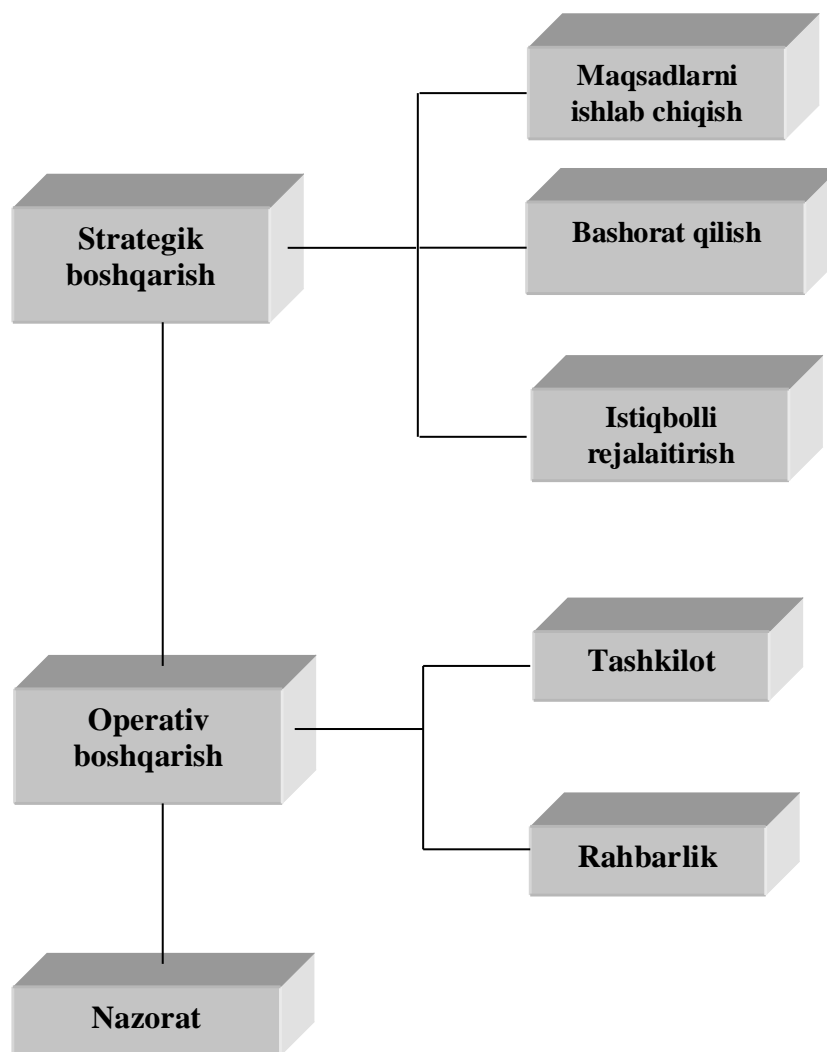 Maqsadlarni
ishlab chiqish
Strategik
boshqarish
Bashorat qilish
Istiqbolli
rejalaitirish
Operativ
boshqarish
Tashkilot
Rahbarlik
Nazorat